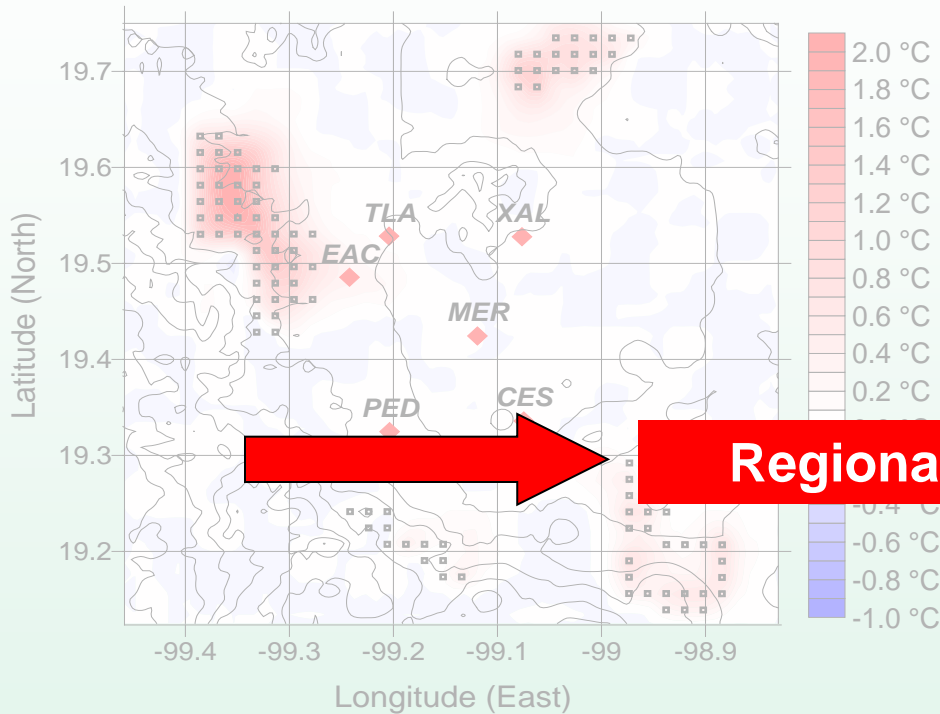 2.0 °C
19.7
1.8 °C
1.6 °C
19.6
1.4 °C
1.2 °C
TLA XAL
1.0 °C
EAC
19.5
0.8 °C
MER
0.6 °C
19.4
0.4 °C
0.2 °C
PED CES
19.3
Regiona
-0.4 °C
19.2
-0.6 °C
-0.8 °C
-1.0 °C
-99.4 -99.3 -99.2 -99.1 -99 -98.9
Latitude (North)
Longitude (East)